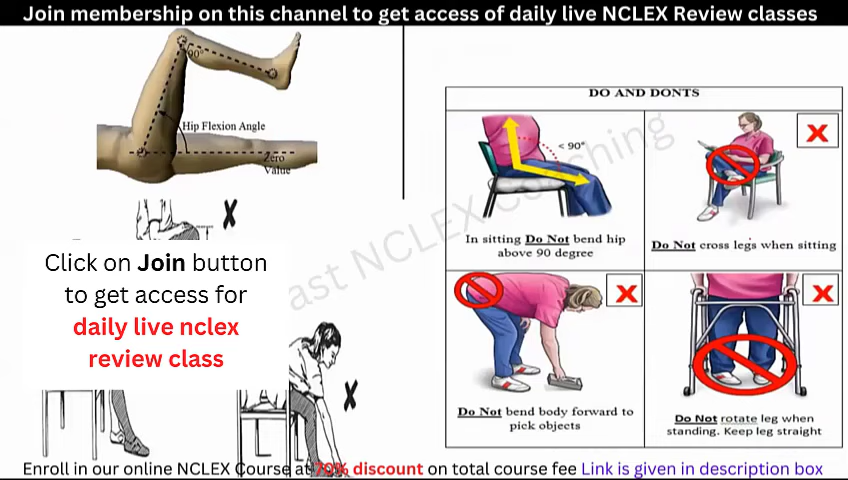 Join membership on this channel to get access of daily live NCLEX Review classes
90°
Hip Flexion Angle
Zero
Value
X
Click on Join button
to get access for
daily live nclex
review class
X
DO AND DONTS
< 90°
In sitting Do Not bend hip
above 90 degree
X
Do Not cross legs when sitting
X
Do Not bend body forward to
pick objects
X
Do Not rotate leg when
standing. Keep leg straight
ast NCLEX Coaching
Enroll in our online NCLEX Course at 70% discount on total course fee Link is given in description box